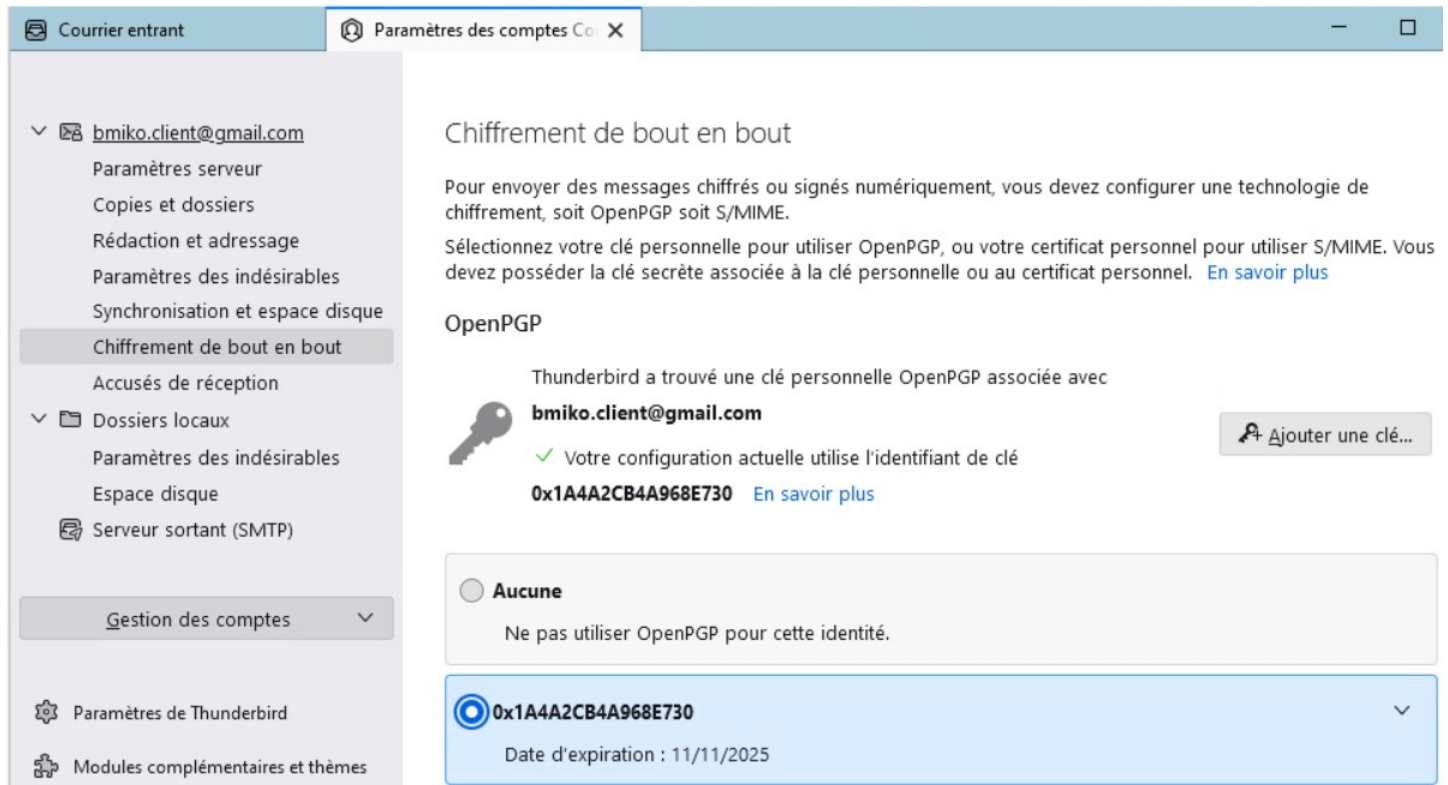 Courrier entrant
Paramètres des comptes Co
bmiko.client@gmail.com
Paramètres serveur
Copies et dossiers
Rédaction et adressage
Paramètres des indésirables
Synchronisation et espace disque
Chiffrement de bout en bout
Accusés de réception
Dossiers locaux
Paramètres des indésirables
Espace disque
Serveur sortant (SMTP)
Gestion des comptes
Paramètres de Thunderbird
Modules complémentaires et thèmes
Chiffrement de bout en bout
Pour envoyer des messages chiffrés ou signés numériquement, vous devez configurer une technologie de
chiffrement, soit OpenPGP soit S/MIME.
Sélectionnez votre clé personnelle pour utiliser OpenPGP, ou votre certificat personnel pour utiliser S/MIME. Vous
devez posséder la clé secrète associée à la clé personnelle ou au certificat personnel. En savoir plus
OpenPGP
Thunderbird a trouvé une clé personnelle OpenPGP associée avec
bmiko.client@gmail.com
Ajouter une clé...
Votre configuration actuelle utilise l'identifiant de clé
0x1A4A2CB4A968E730 En savoir plus
Aucune
Ne pas utiliser OpenPGP pour cette identité.
0x1A4A2CB4A968E730
Date d'expiration : 11/11/2025